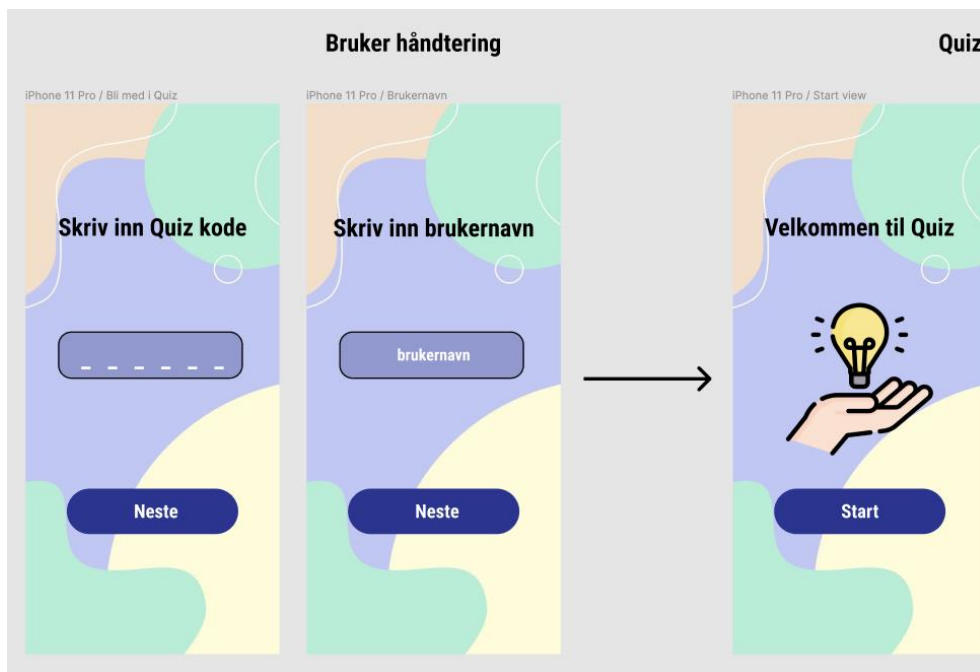 Bruker håndtering
Quiz
iPhone 11 Pro / Bli med i Quiz
iPhone 11 Pro / Brukernavn
iPhone 11 Pro / Start view
Skriv inn Quiz kode
Skriv inn brukernavn
Velkommen til Quiz
_ _ _ _ _ _
brukernavn
Neste
Neste
Start